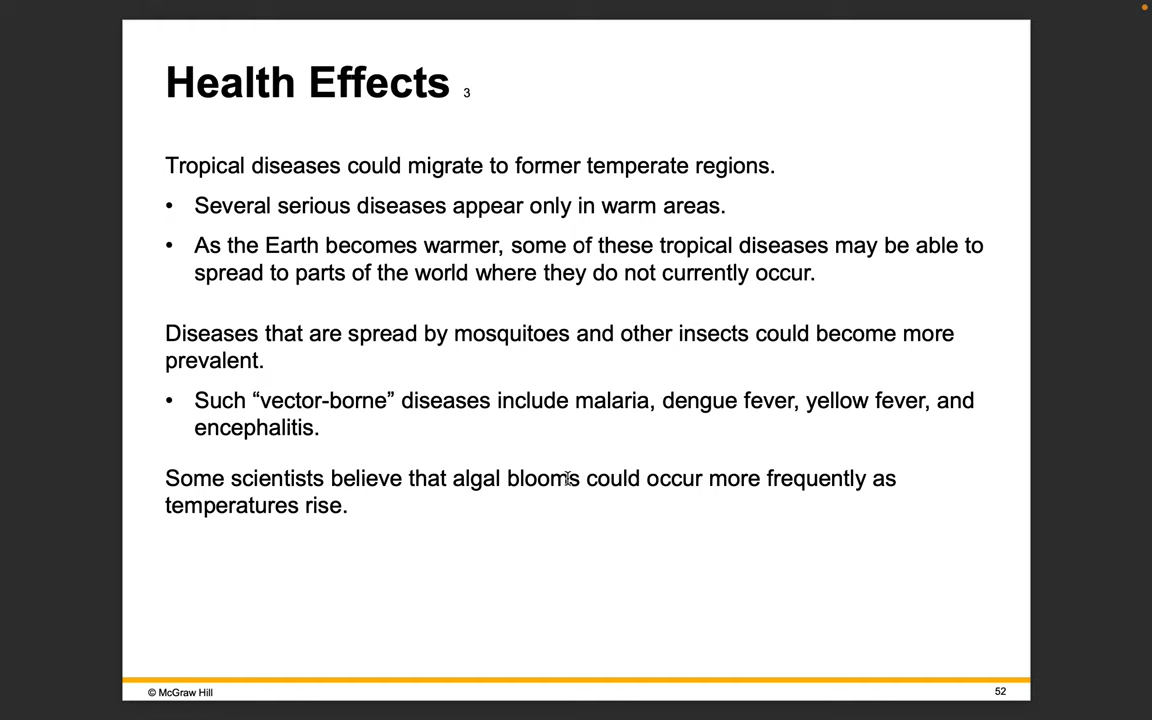 Health Effects 3
Tropical diseases could migrate to former temperate regions.
• Several serious diseases appear only in warm areas.
• As the Earth becomes warmer, some of these tropical diseases may be able to
spread to parts of the world where they do not currently occur.
Diseases that are spread by mosquitoes and other insects could become more
prevalent.
• Such “vector-borne” diseases include malaria, dengue fever, yellow fever, and
encephalitis.
Some scientists believe that algal blooms could occur more frequently as
temperatures rise.
© McGraw Hill
52